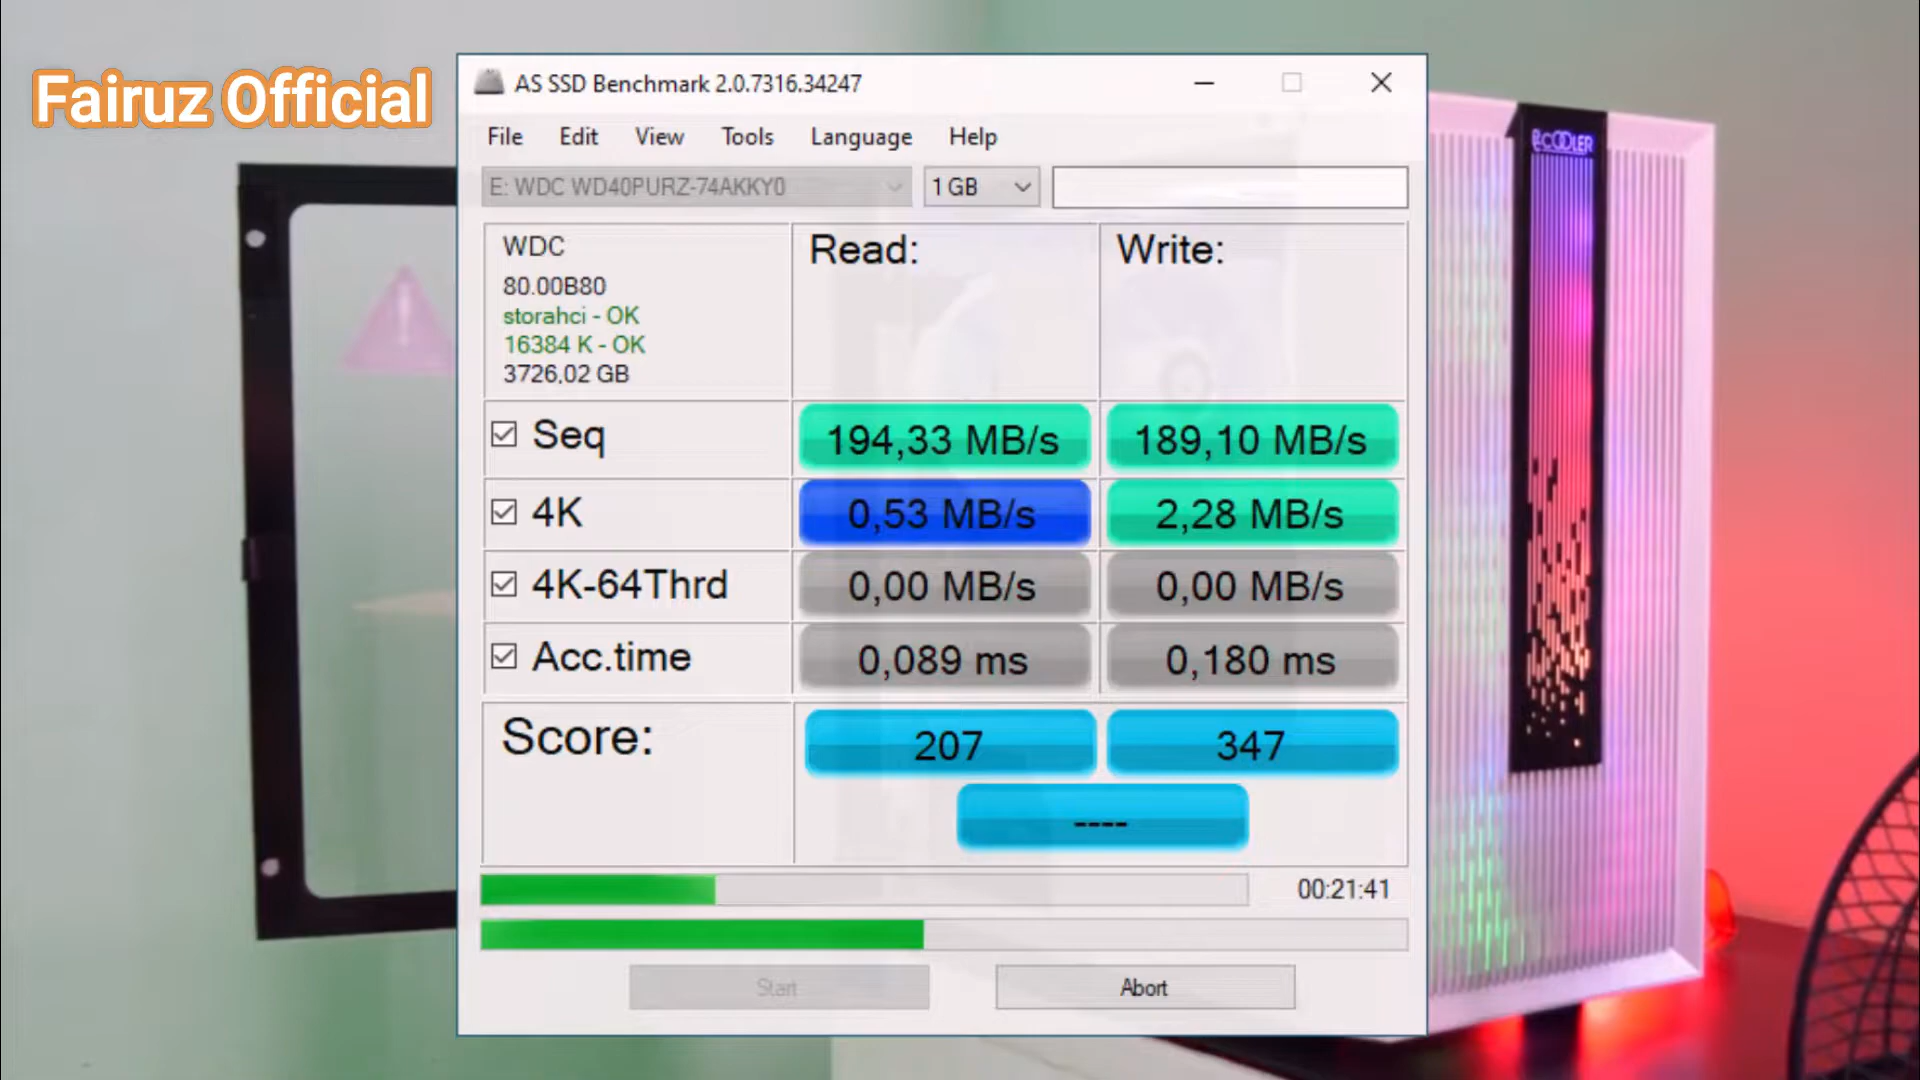 Fairuz Official
AS SSD Benchmark 2.0.7316.34247
File Edit View Tools Language Help
E: WDC WD40PURZ-74AKKY0 1 GB
WDC
80.00B80
storahci - OK
16384 K - OK
3726,02 GB
Read: Write:
Seq 194,33 MB/s 189,10 MB/s
4K 0,53 MB/s 2,28 MB/s
4K-64Thrd 0,00 MB/s 0,00 MB/s
Acc.time 0,089 ms 0,180 ms
Score: 207 347
----
00:21:41
Start Abort
PCCOOLER